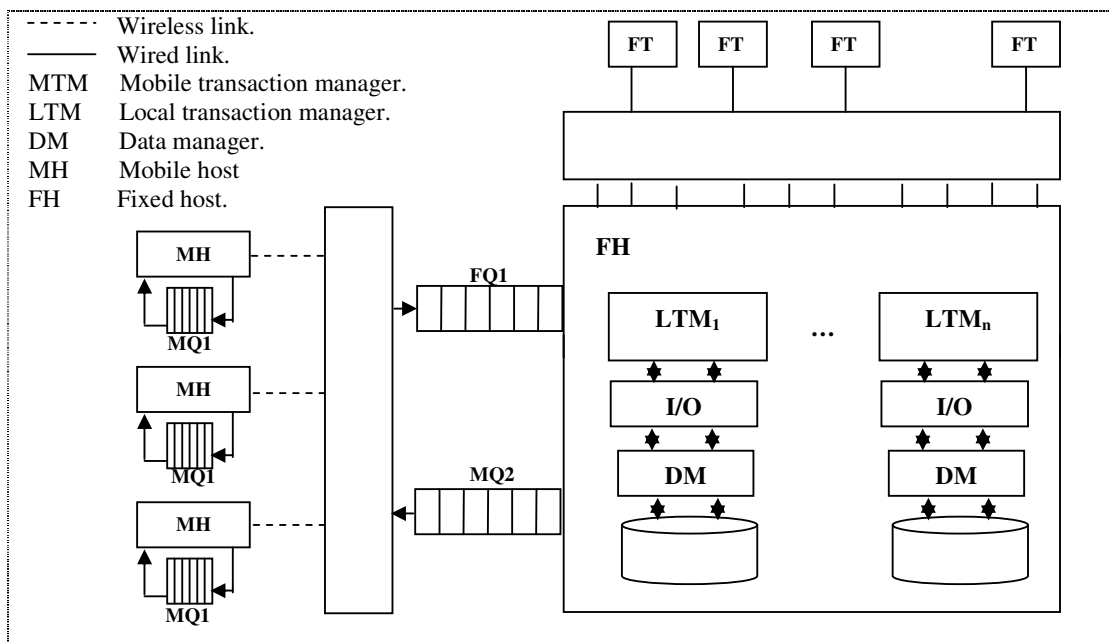 Wireless link.
Wired link.
MTM Mobile transaction manager.
LTM Local transaction manager.
DM Data manager.
MH Mobile host
FH Fixed host.
FT FT FT FT
FH
MH
MQ1
MH
MQ1
MH
MQ1
FQ1
MQ2
LTM1 ... LTMn
I/O I/O
DM DM